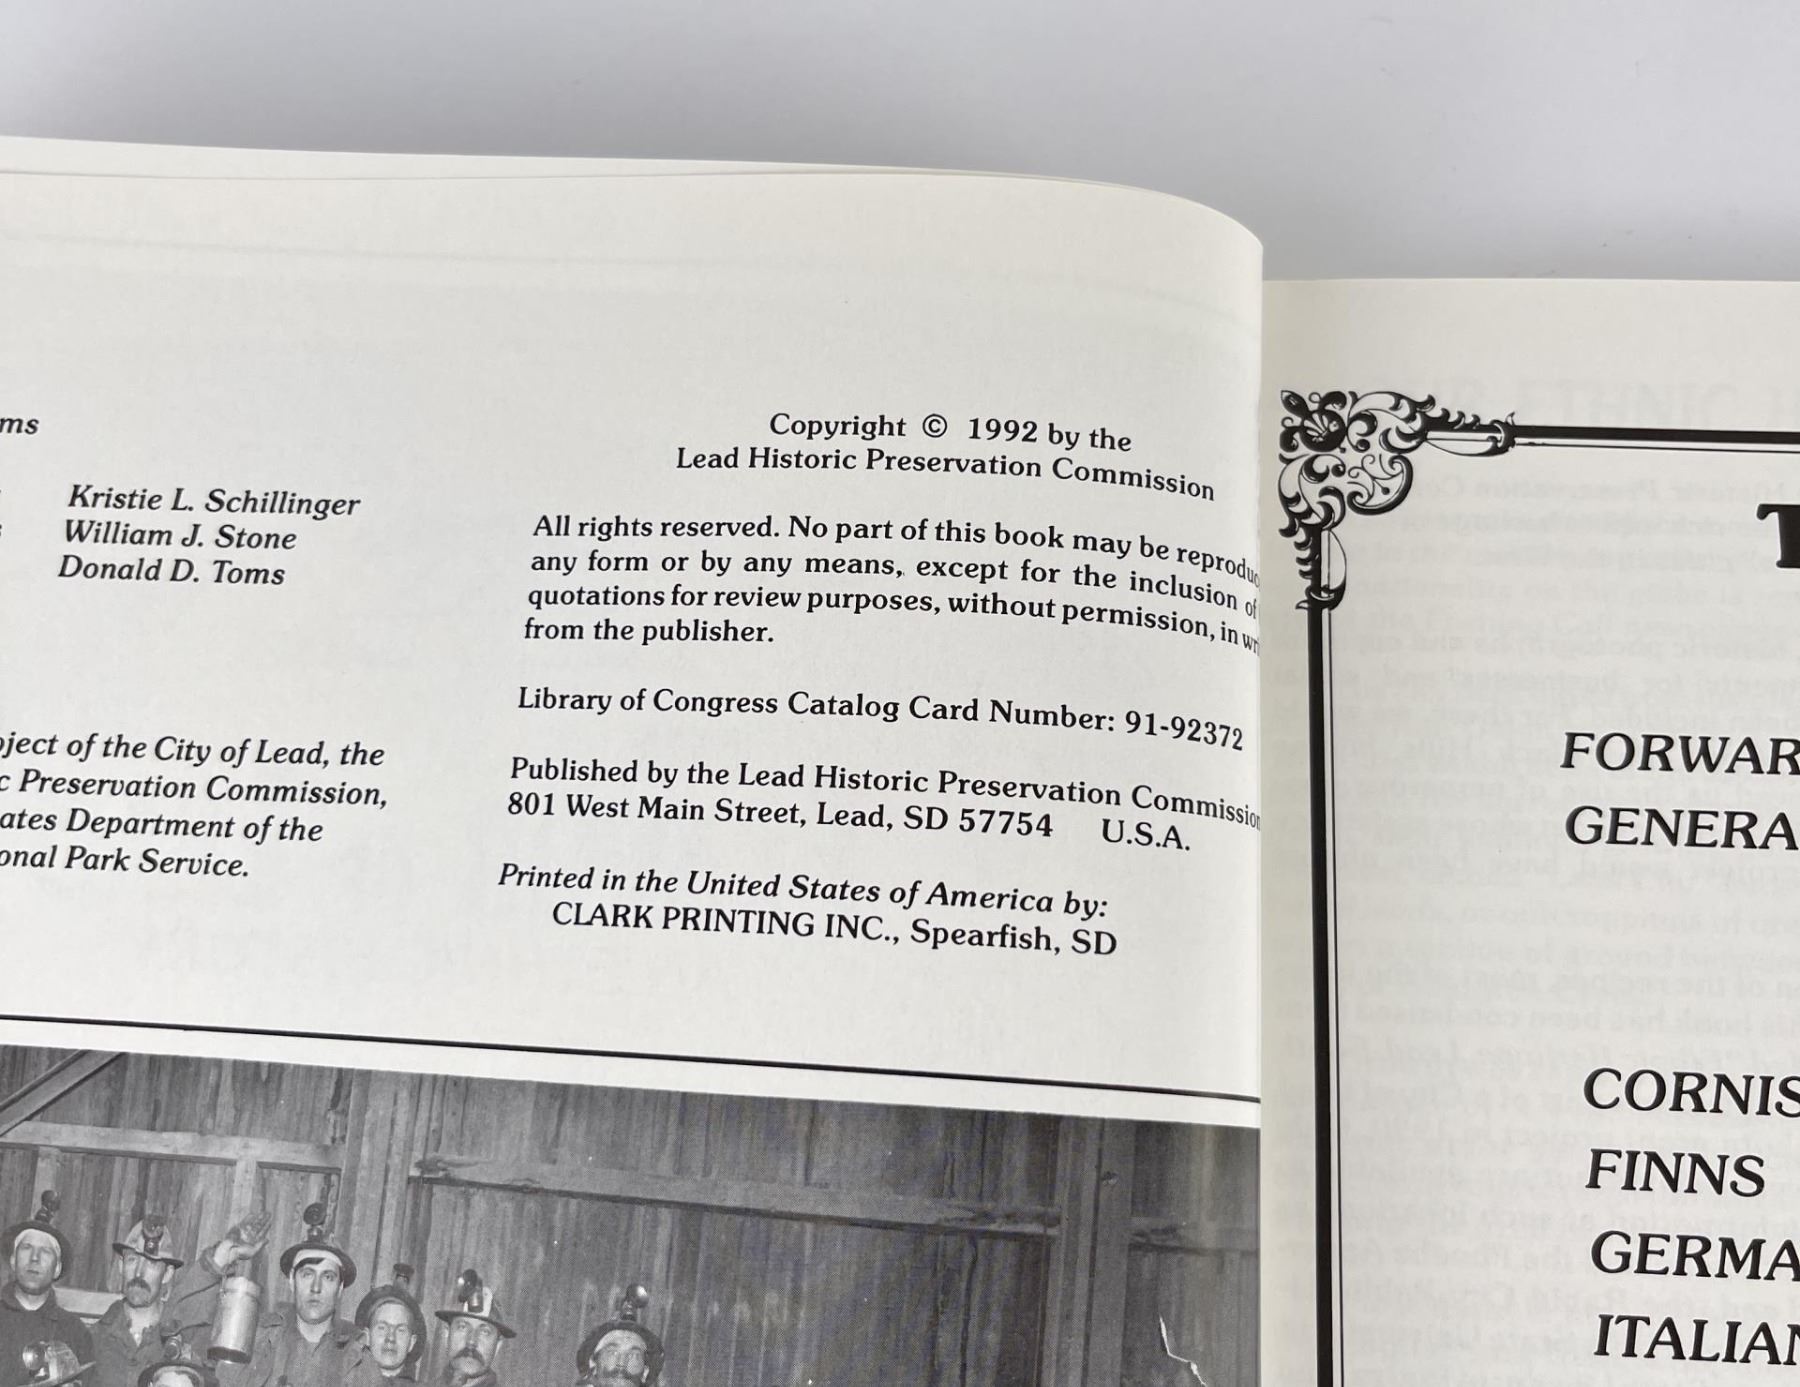 ms
Kristie L. Schillinger
William J. Stone
Donald D. Toms
ject of the City of Lead, the
c Preservation Commission,
ates Department of the
onal Park Service.
Copyright © 1992 by the
Lead Historic Preservation Commission
All rights reserved. No part of this book may be reproduc
any form or by any means, except for the inclusion of
quotations for review purposes, without permission, in wri
from the publisher.
Library of Congress Catalog Card Number: 91-92372
Published by the Lead Historic Preservation Commission
801 West Main Street, Lead, SD 57754 U.S.A.
Printed in the United States of America by:
CLARK PRINTING INC., Spearfish, SD
T
FORWAR
GENERA
CORNIS
FINNS
GERMA
ITALIAN